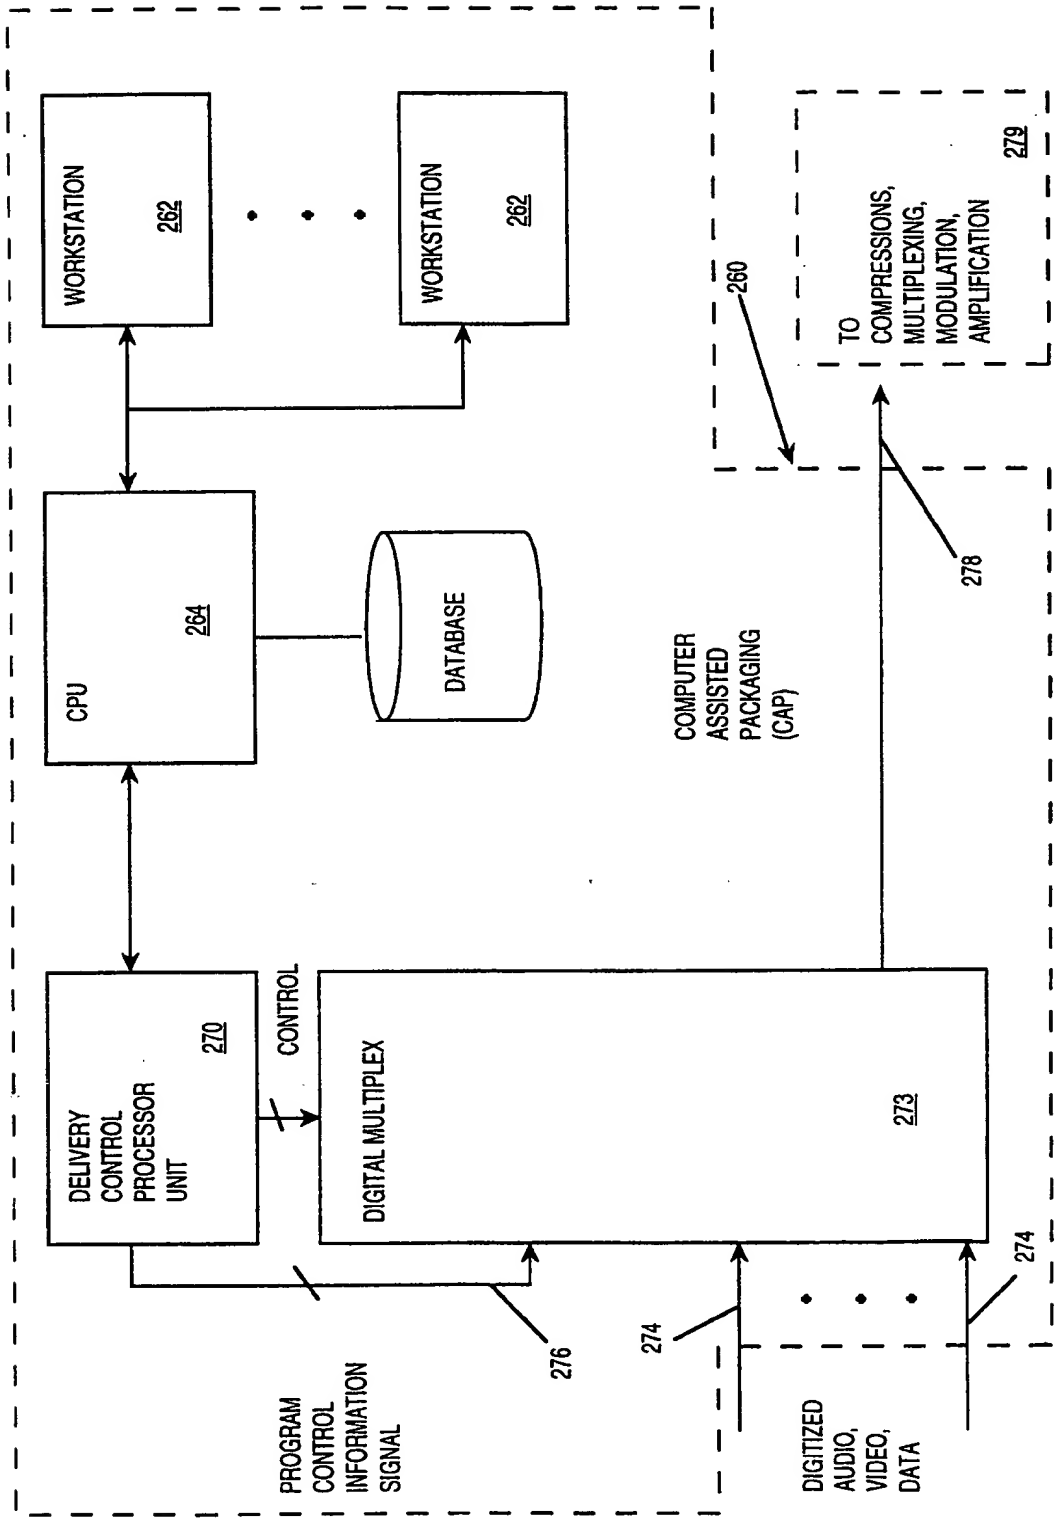 DELIVERY
CONTROL
PROCESSOR
UNIT
270
CPU
264
WORKSTATION
262
WORKSTATION
262
CONTROL
PROGRAM
CONTROL
INFORMATION
SIGNAL
276
DIGITAL MULTIPLEX
273
DATABASE
COMPUTER
ASSISTED
PACKAGING
(CAP)
260
274
274
DIGITIZED
AUDIO,
VIDEO,
DATA
278
TO
COMPRESSIONS,
MULTIPLEXING,
MODULATION,
AMPLIFICATION
279